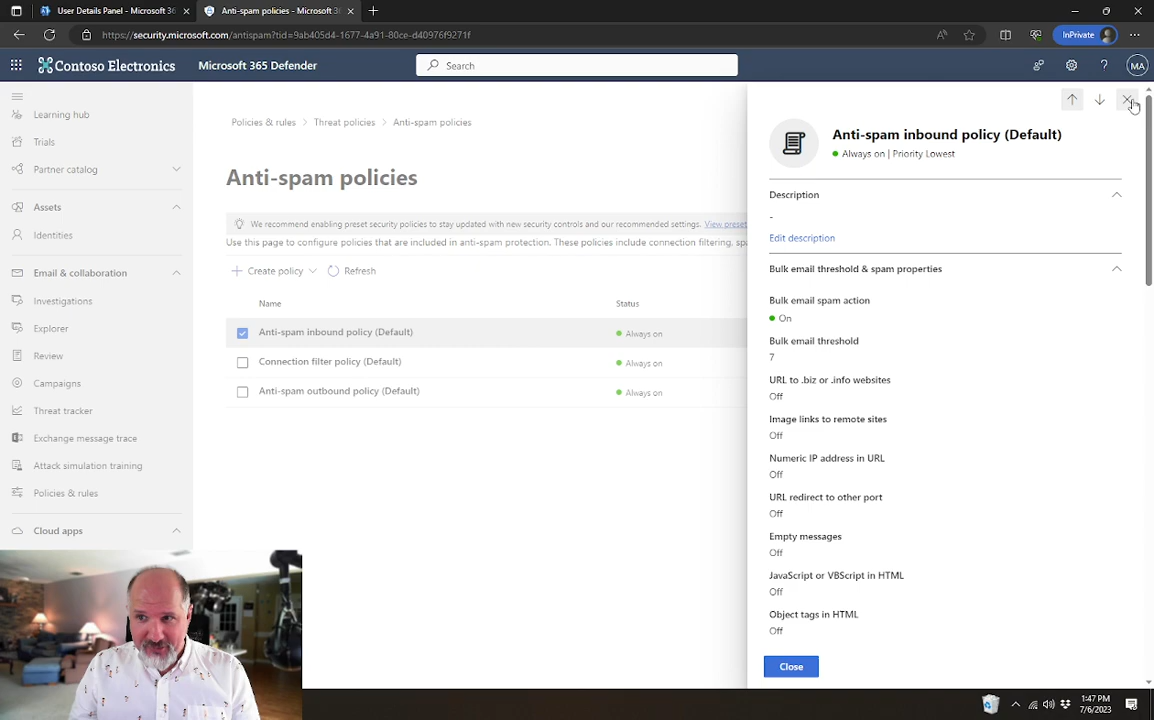 User Details Panel - Microsoft 36
Anti-spam policies - Microsoft 3
https://security.microsoft.com/antispam?tid=9ab405d4-1677-4a91-80ce-d40976f9271f
InPrivate
Contoso Electronics
Microsoft 365 Defender
Search
MA
Learning hub
Trials
Partner catalog
Assets
Identities
Email & collaboration
Investigations
Explorer
Review
Campaigns
Threat tracker
Exchange message trace
Attack simulation training
Policies & rules
Cloud apps
Policies & rules > Threat policies > Anti-spam policies
Anti-spam policies
We recommend enabling preset security policies to stay updated with new security controls and our recommended settings. View preset
Use this page to configure policies that are included in anti-spam protection. These policies include connection filtering, spa
Create policy
Refresh
Name Status
Anti-spam inbound policy (Default) Always on
Connection filter policy (Default) Always on
Anti-spam outbound policy (Default) Always on
Anti-spam inbound policy (Default)
Always on | Priority Lowest
Description
-
Edit description
Bulk email threshold & spam properties
Bulk email spam action
On
Bulk email threshold
7
URL to .biz or .info websites
Off
Image links to remote sites
Off
Numeric IP address in URL
Off
URL redirect to other port
Off
Empty messages
Off
JavaScript or VBScript in HTML
Off
Object tags in HTML
Off
Close
1:47 PM
7/6/2023